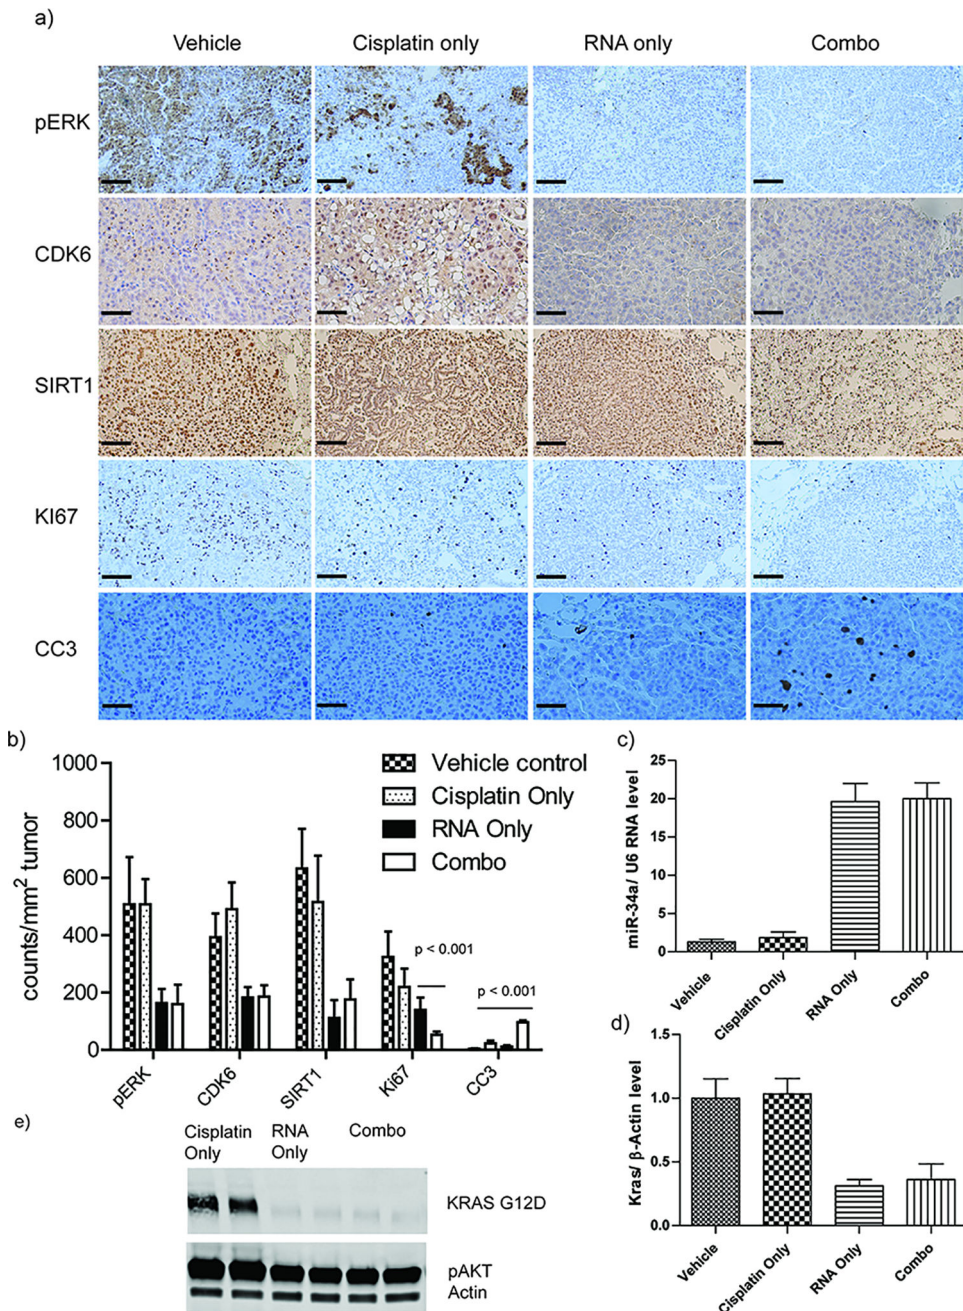 a)
Vehicle
Cisplatin only
RNA only
Combo
pERK
CDK6
SIRT1
KI67
CC3
b)
1000
800
600
400
200
0
counts/mm² tumor
Vehicle control
Cisplatin Only
RNA Only
Combo
p < 0.001
p < 0.001
pERK
CDK6
SIRT1
Ki67
CC3
c)
25
20
15
10
5
0
miR-34a/ U6 RNA level
Vehicle
Cisplatin Only
RNA Only
Combo
d)
1.5
1.0
0.5
0.0
Kras/ β-Actin level
Vehicle
Cisplatin Only
RNA Only
Combo
e)
Cisplatin
Only
RNA
Only
Combo
KRAS G12D
pAKT
Actin